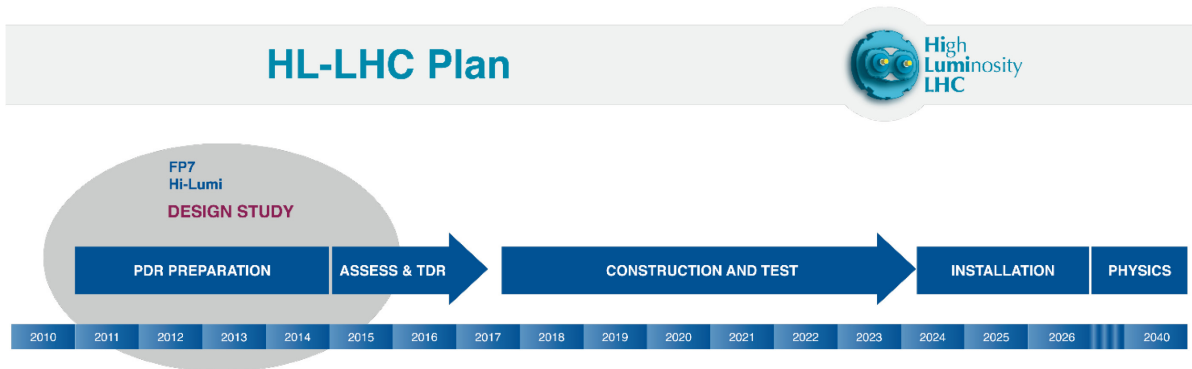 HL-LHC Plan
High
Luminosity
LHC
FP7
Hi-Lumi
DESIGN STUDY
PDR PREPARATION
ASSESS & TDR
CONSTRUCTION AND TEST
INSTALLATION
PHYSICS
2010 2011 2012 2013 2014 2015 2016 2017 2018 2019 2020 2021 2022 2023 2024 2025 2026 2040